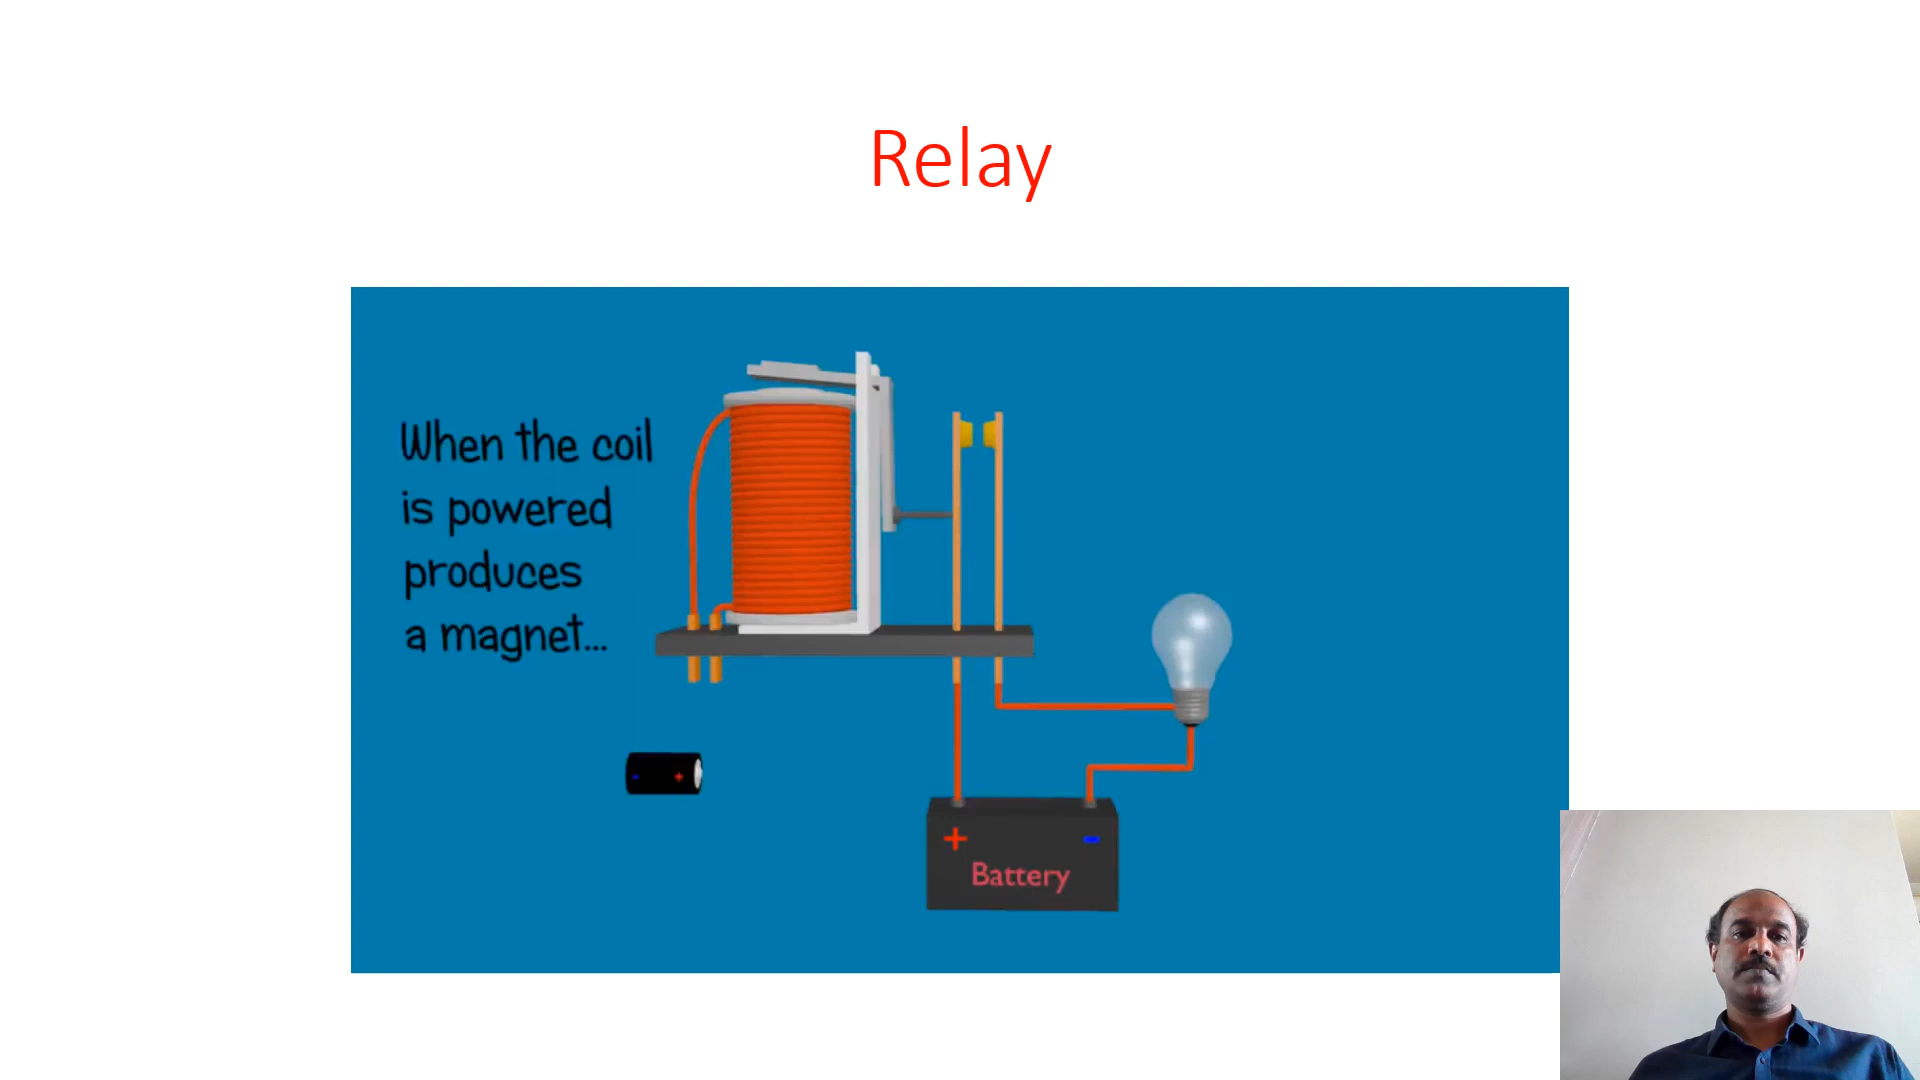 Relay
When the coil
is powered
produces
a magnet...
- +
+ -
Battery